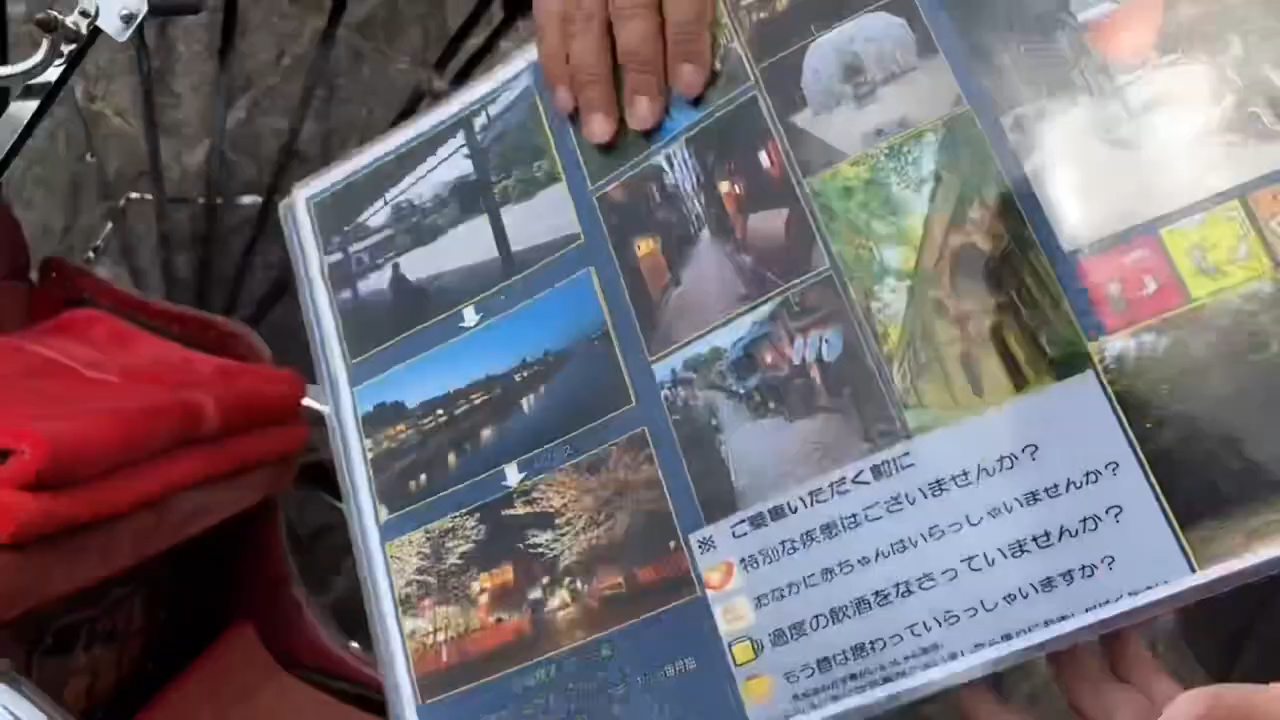 ※ ご乗車いただく前に
特別な疾患はございませんか?
おなかに赤ちゃんはいらっしゃいませんか?
過度の飲酒をなさっていませんか?
もう首は据わっていらっしゃいますか?